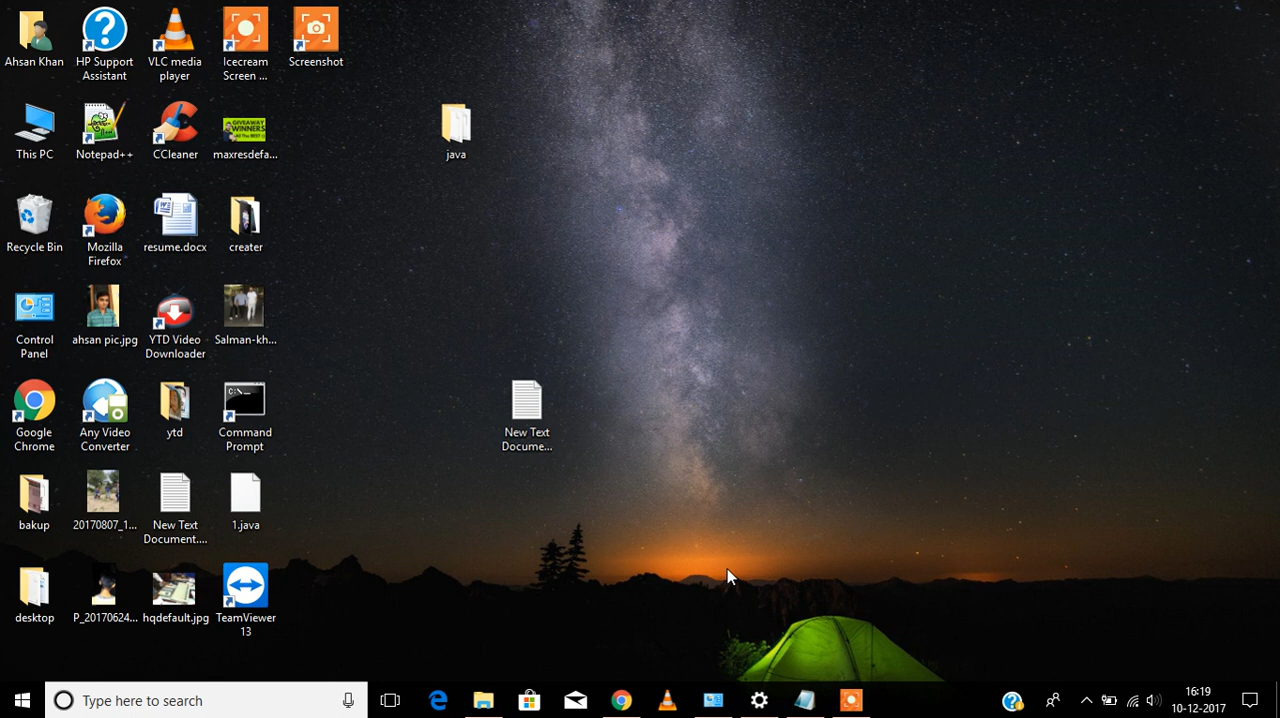 Ahsan Khan
HP Support
Assistant
VLC media
player
Icecream
Screen ...
Screenshot
This PC
Notepad++
CCleaner
GIVEAWAY
WINNERS
maxresdefa...
java
Recycle Bin
Mozilla
Firefox
resume.docx
creater
Control
Panel
ahsan pic.jpg
YTD Video
Downloader
Salman-kh...
Google
Chrome
Any Video
Converter
ytd
C:\_
Command
Prompt
New Text
Docume...
bakup
20170807_1...
New Text
Document....
1.java
desktop
P_20170624...
hqdefault.jpg
TeamViewer
13
Type here to search
16:19
10-12-2017